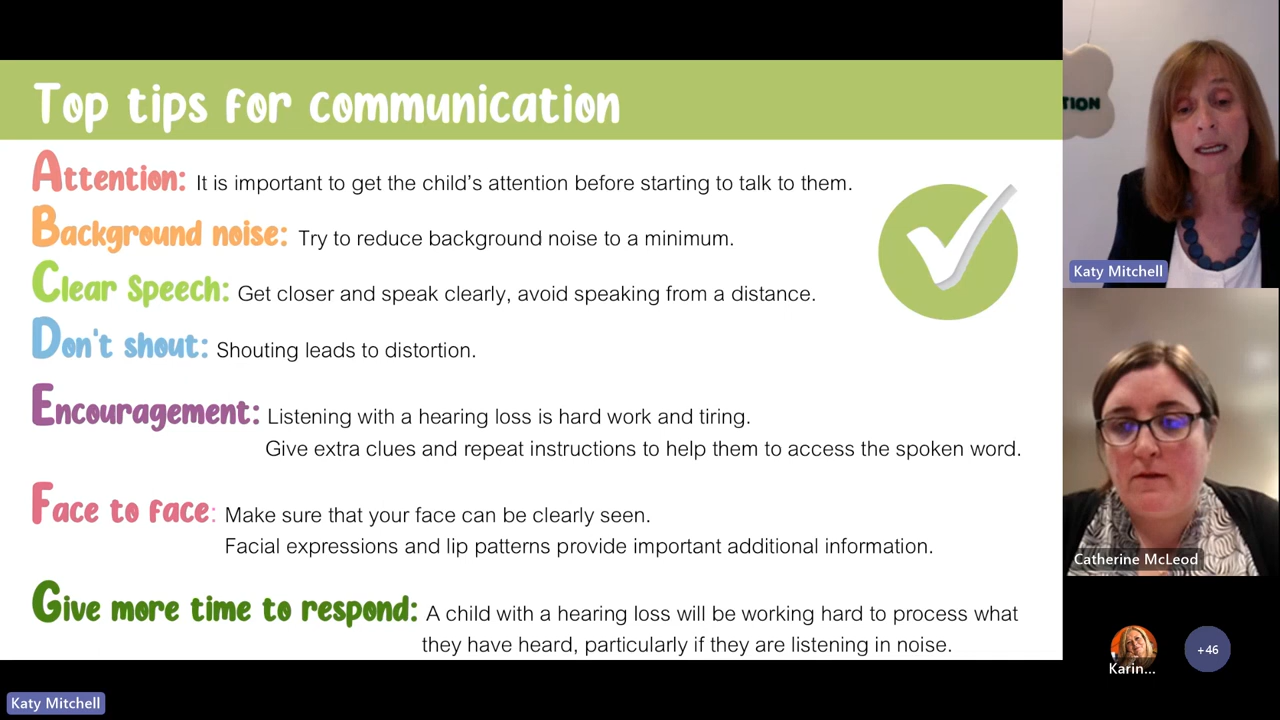 Top tips for communication
Attention: It is important to get the child's attention before starting to talk to them.
Background noise: Try to reduce background noise to a minimum.
Clear Speech: Get closer and speak clearly, avoid speaking from a distance.
Don't shout: Shouting leads to distortion.
Encouragement: Listening with a hearing loss is hard work and tiring.
Give extra clues and repeat instructions to help them to access the spoken word.
Face to face: Make sure that your face can be clearly seen.
Facial expressions and lip patterns provide important additional information.
Give more time to respond: A child with a hearing loss will be working hard to process what
they have heard, particularly if they are listening in noise.
Katy Mitchell
TION
Katy Mitchell
Catherine McLeod
Karin...
+46